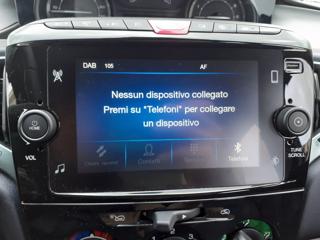 DAB 105 AF
Nessun dispositivo collegato
Premi su "Telefoni" per collegare
un dispositivo
HOME
VOL
Contatti
Telefoni
TUNE
SCROLL